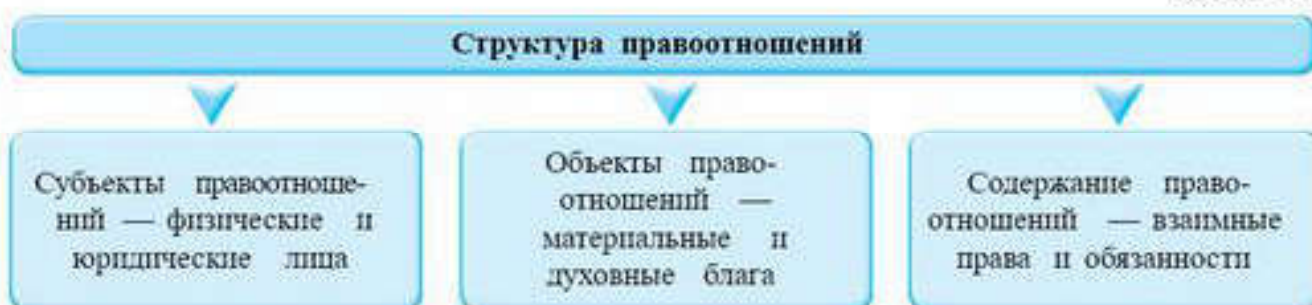 Структура правоотношений
Субъекты правоотноше-
ний — физические и
юридические лица
Объекты право-
отношений —
материальные и
духовные блага
Содержание право-
отношений — взаимные
права и обязанности